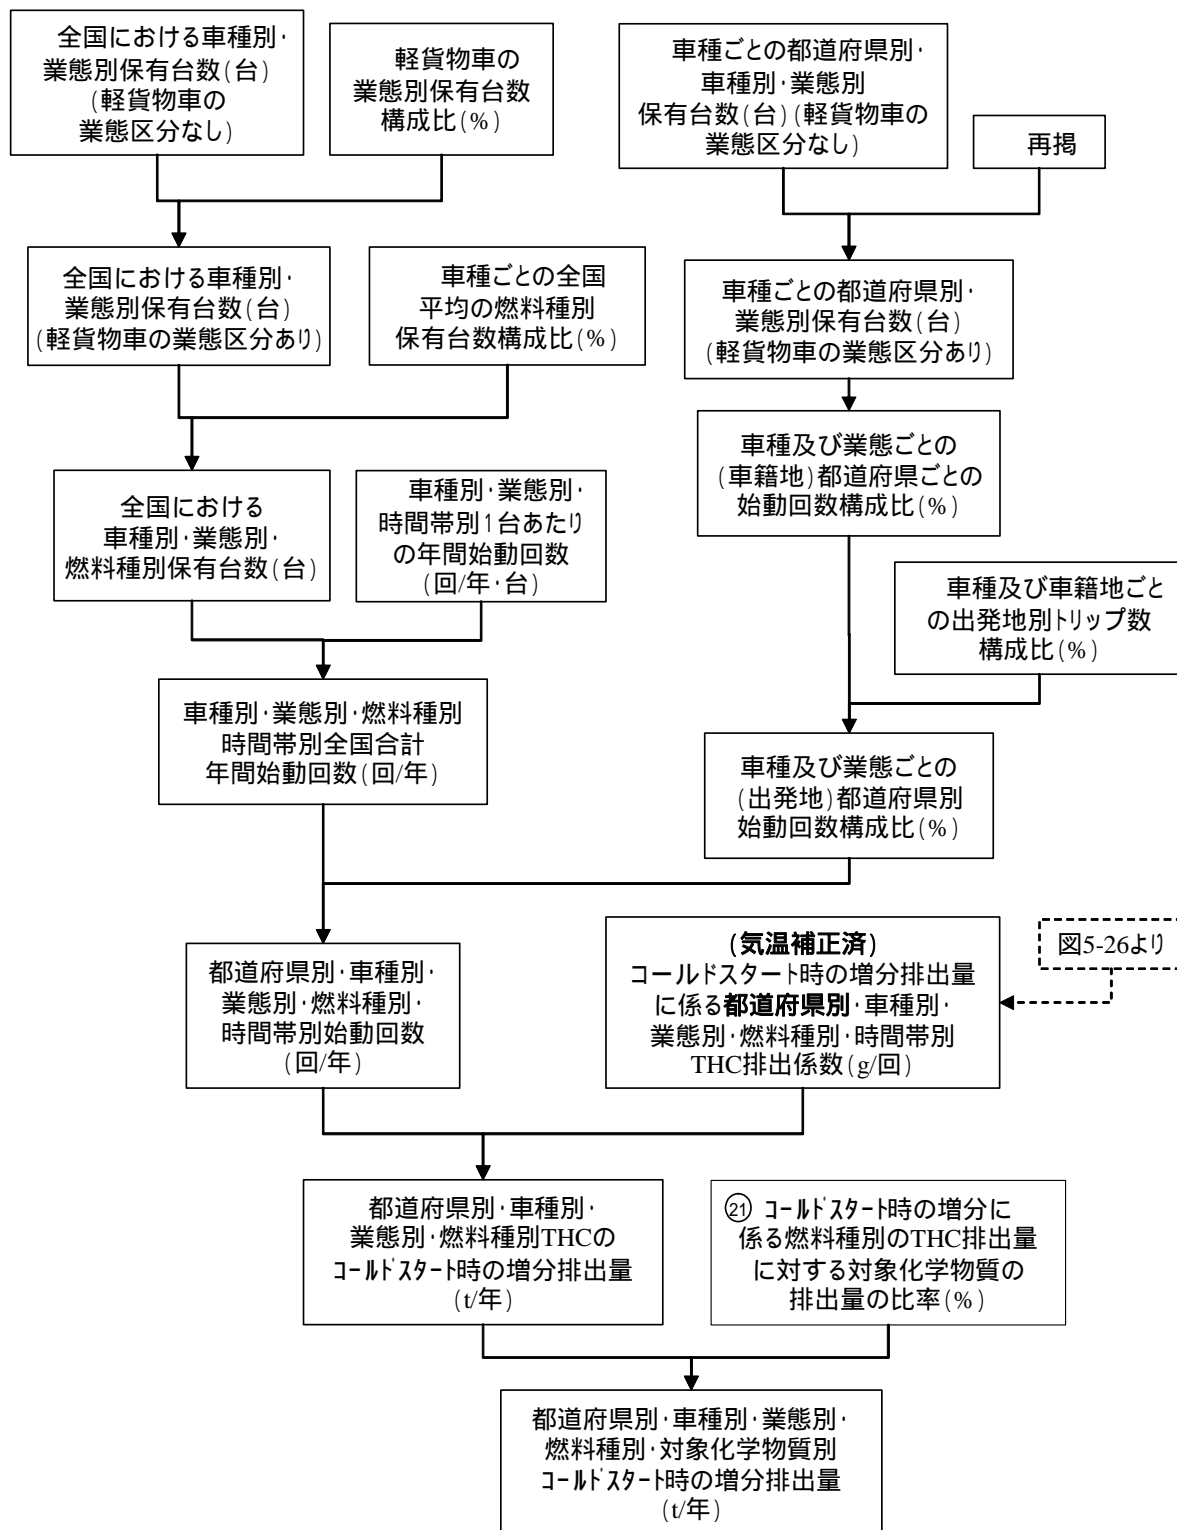 全国における車種別･
業態別保有台数(台)
(軽貨物車の
業態区分なし)
軽貨物車の
業態別保有台数
構成比(%)
車種ごとの都道府県別･
車種別･業態別
保有台数(台)(軽貨物車の
業態区分なし)
再掲
全国における車種別･
業態別保有台数(台)
(軽貨物車の業態区分あり)
車種ごとの全国
平均の燃料種別
保有台数構成比(%)
車種ごとの都道府県別･
業態別保有台数(台)
(軽貨物車の業態区分あり)
車種及び業態ごとの
(車籍地)都道府県ごとの
始動回数構成比(%)
全国における
車種別･業態別･
燃料種別保有台数(台)
車種別･業態別･
時間帯別1台あたり
の年間始動回数
(回/年･台)
車種及び車籍地ごと
の出発地別ﾄﾘｯﾌﾟ数
構成比(%)
車種別･業態別･燃料種別
時間帯別全国合計
年間始動回数(回/年)
車種及び業態ごとの
(出発地)都道府県別
始動回数構成比(%)
都道府県別･車種別･
業態別･燃料種別･
時間帯別始動回数
(回/年)
(気温補正済)
コールドスタート時の増分排出量
に係る都道府県別･車種別･
業態別･燃料種別･時間帯別
THC排出係数(g/回)
図5-26より
都道府県別･車種別･
業態別･燃料種別THCの
ｺｰﾙﾄﾞｽﾀｰﾄ時の増分排出量
(t/年)
㉑ ｺｰﾙﾄﾞｽﾀｰﾄ時の増分に
係る燃料種別のTHC排出量
に対する対象化学物質の
排出量の比率(%)
都道府県別･車種別･業態別･
燃料種別･対象化学物質別
ｺｰﾙﾄﾞｽﾀｰﾄ時の増分排出量
(t/年)